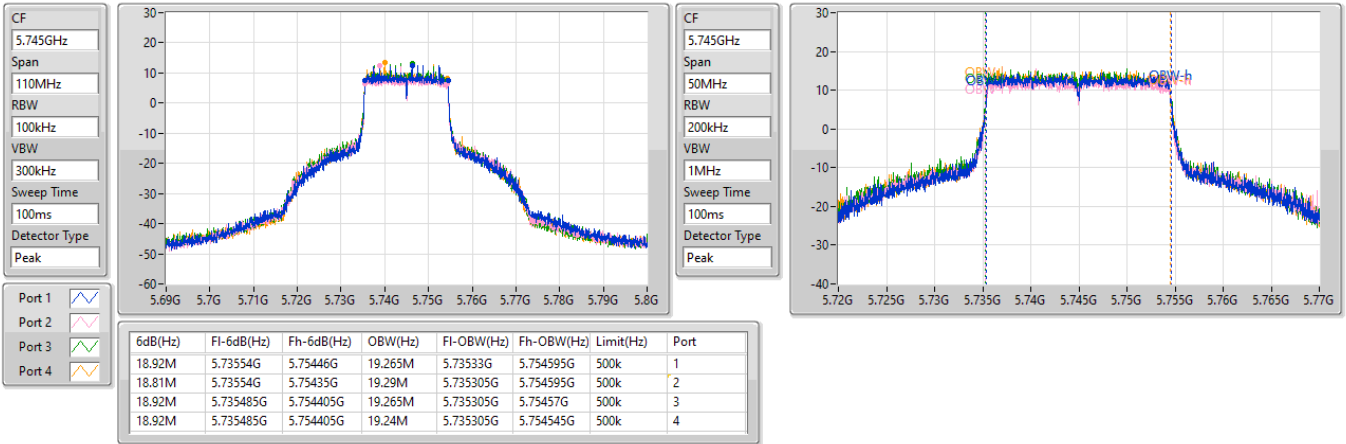 CF
5.745GHz
Span
110MHz
RBW
100kHz
VBW
300kHz
Sweep Time
100ms
Detector Type
Peak
30-
20-
10-
0-
-10-
-20-
-30-
-40-
-50-
-60-
5.69G 5.7G 5.71G 5.72G 5.73G 5.74G 5.75G 5.76G 5.77G 5.78G 5.79G 5.8G
CF
5.745GHz
Span
50MHz
RBW
200kHz
VBW
1MHz
Sweep Time
100ms
Detector Type
Peak
30-
20-
10-
0-
-10-
-20-
-30-
-40-
OBW-h
5.72G 5.725G 5.73G 5.735G 5.74G 5.745G 5.75G 5.755G 5.76G 5.765G 5.77G
Port 1
Port 2
Port 3
Port 4
6dB(Hz) Fl-6dB(Hz) Fh-6dB(Hz) OBW(Hz) Fl-OBW(Hz) Fh-OBW(Hz) Limit(Hz) Port
18.92M 5.73554G 5.75446G 19.265M 5.73533G 5.754595G 500k 1
18.81M 5.73554G 5.75435G 19.29M 5.735305G 5.754595G 500k 2
18.92M 5.735485G 5.754405G 19.265M 5.735305G 5.75457G 500k 3
18.92M 5.735485G 5.754405G 19.24M 5.735305G 5.754545G 500k 4